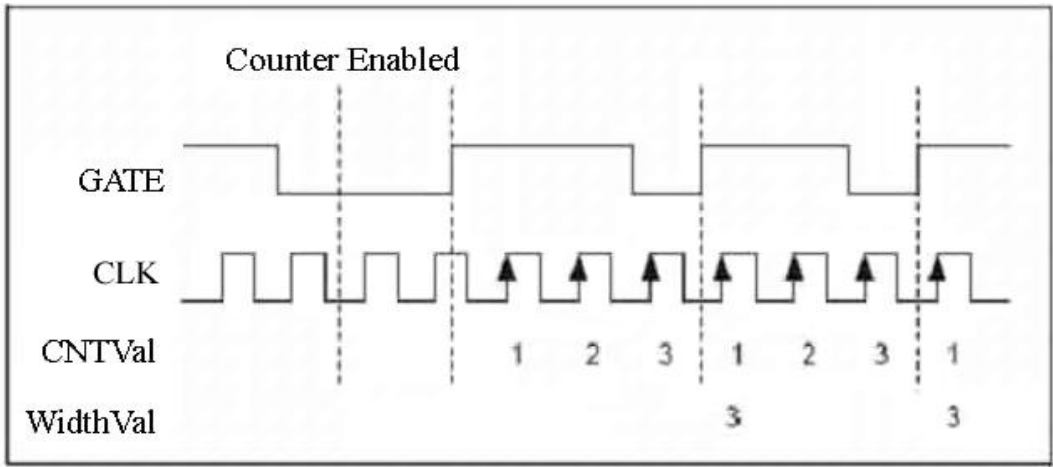 Counter Enabled
GATE
CLK
CNTVal 1 2 3 1 2 3 1
WidthVal 3 3